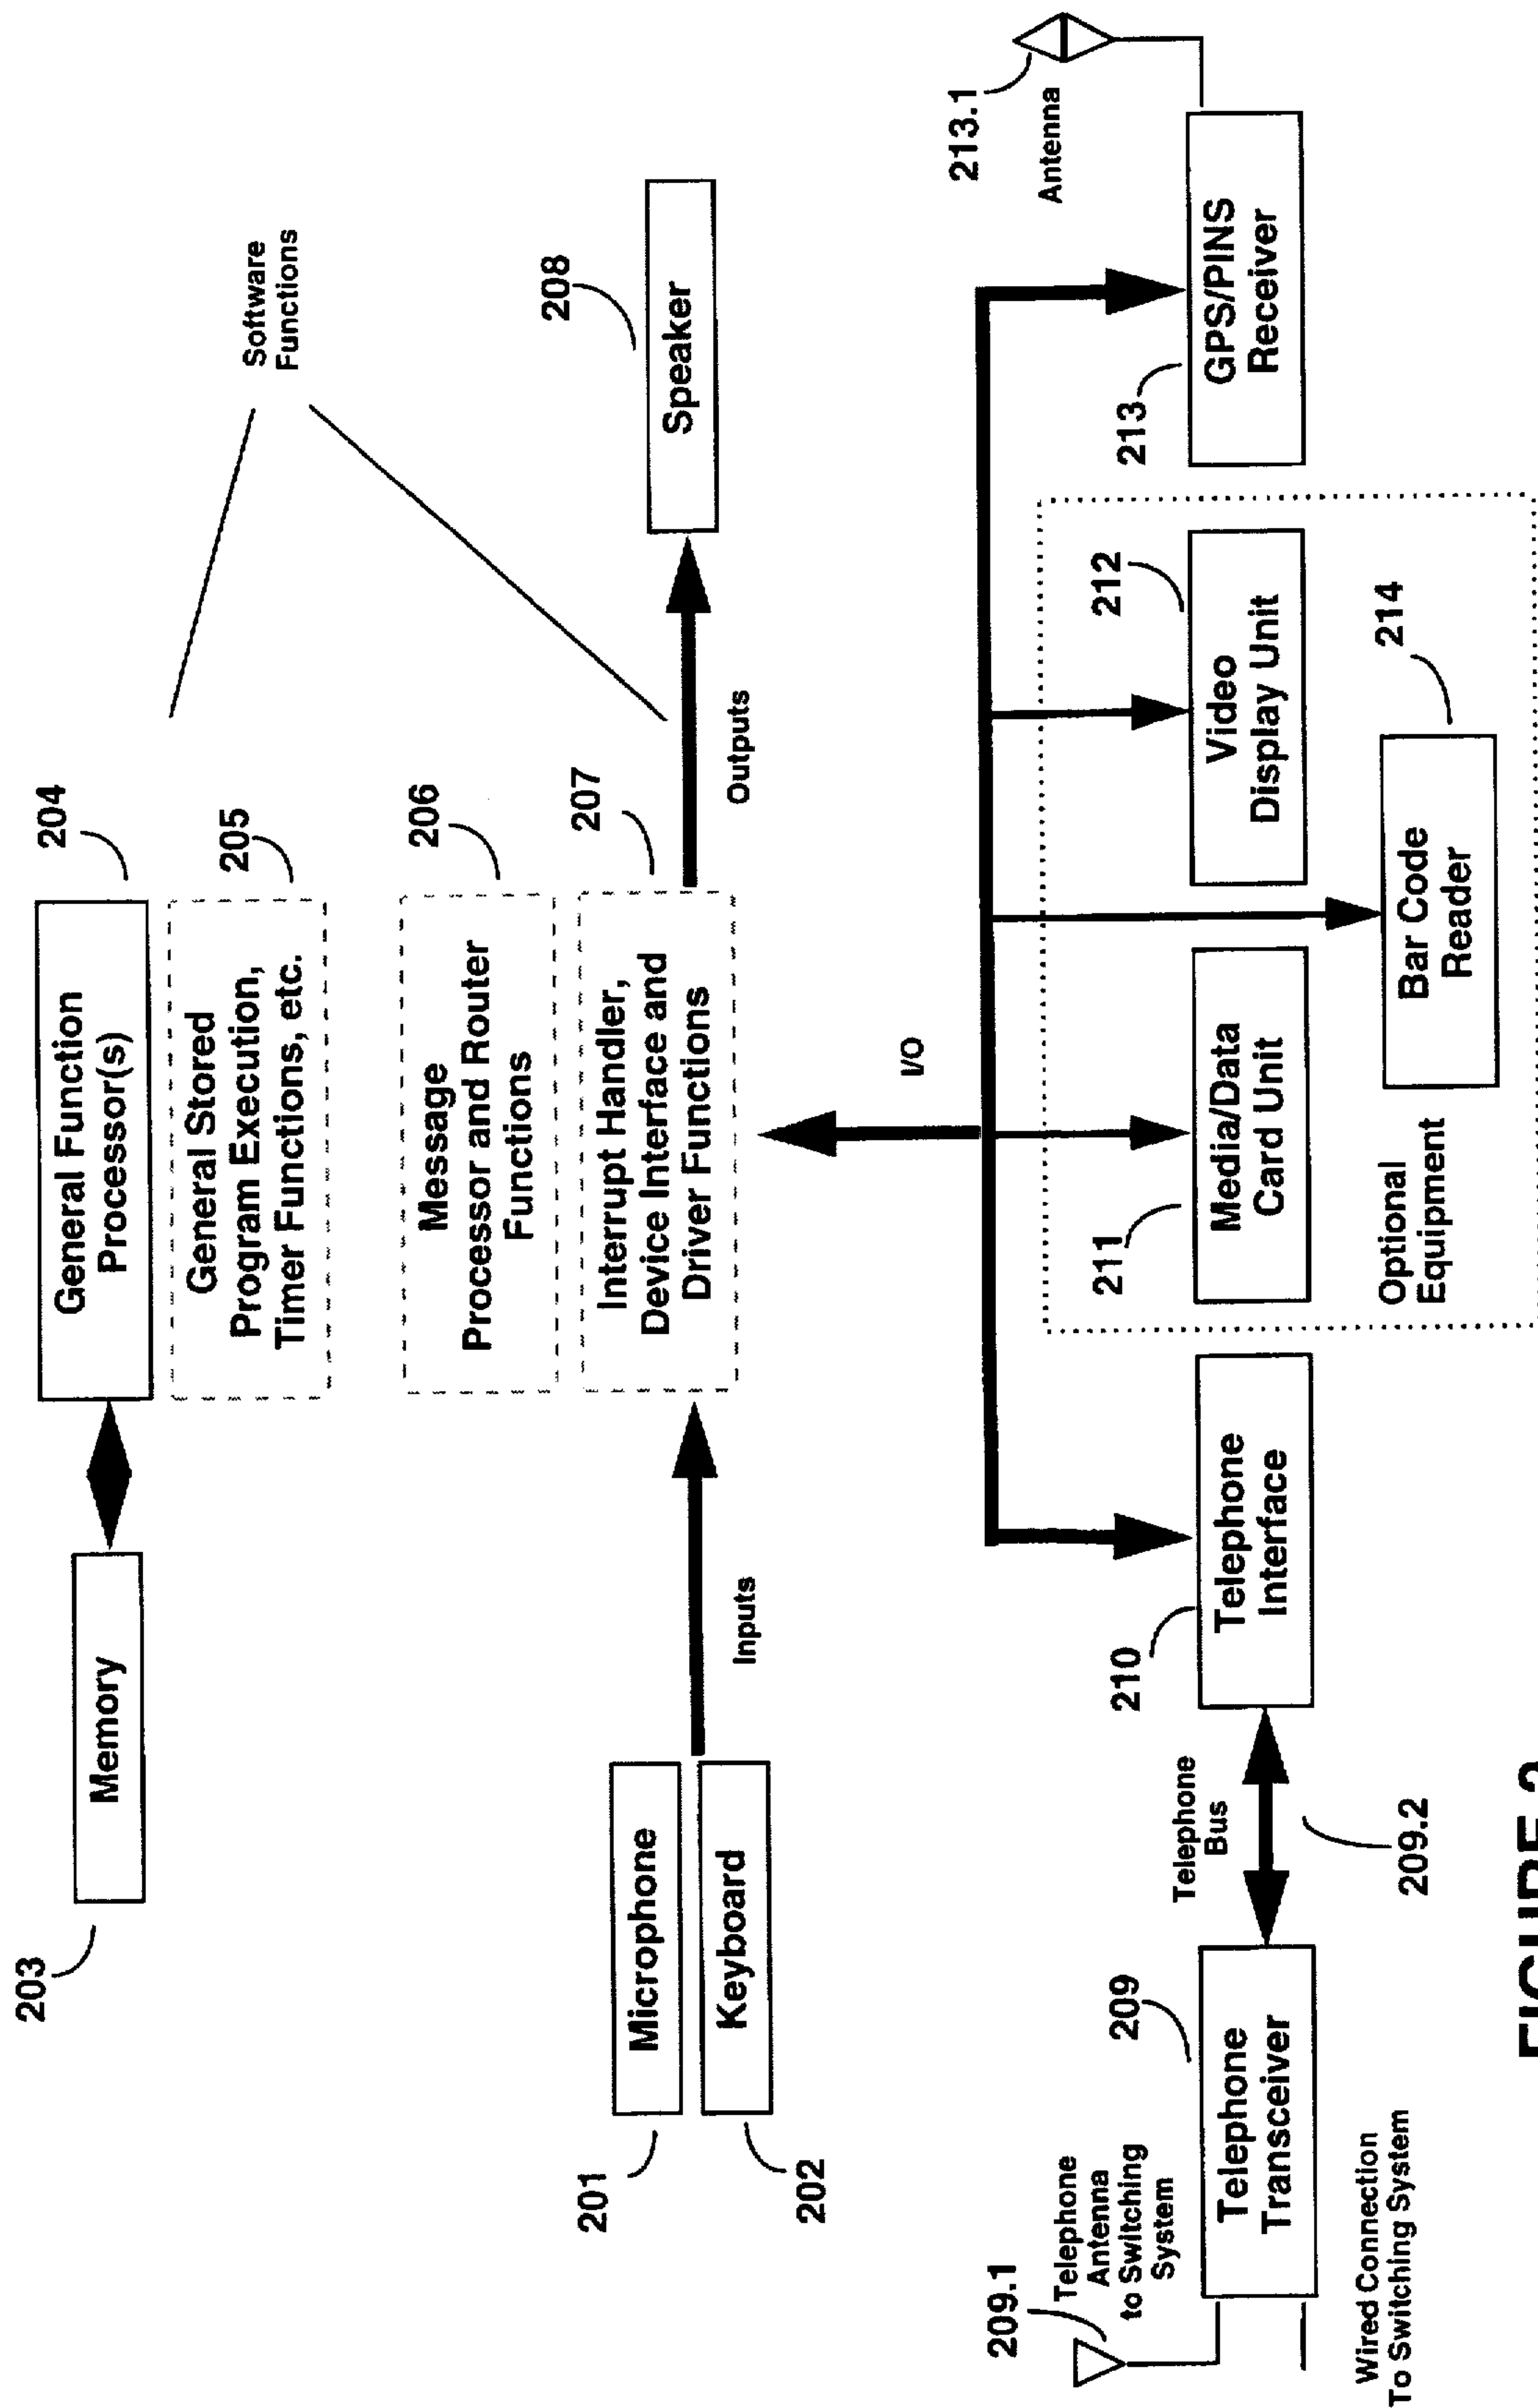 203
Memory
General Function
Processor(s)
204
General Stored
Program Execution,
Timer Functions, etc.
205
Software
Functions
Message
Processor and Router
Functions
206
201
Microphone
Keyboard
202
Inputs
Interrupt Handler,
Device Interface and
Driver Functions
207
Outputs
208
Speaker
I/O
209.1
Telephone
Antenna
to Switching
System
209
Telephone
Transceiver
Wired Connection
To Switching System
Telephone
Bus
209.2
210
Telephone
Interface
211
Media/Data
Card Unit
Optional
Equipment
Bar Code
Reader
214
212
Video
Display Unit
213
GPS/PINS
Receiver
213.1
Antenna